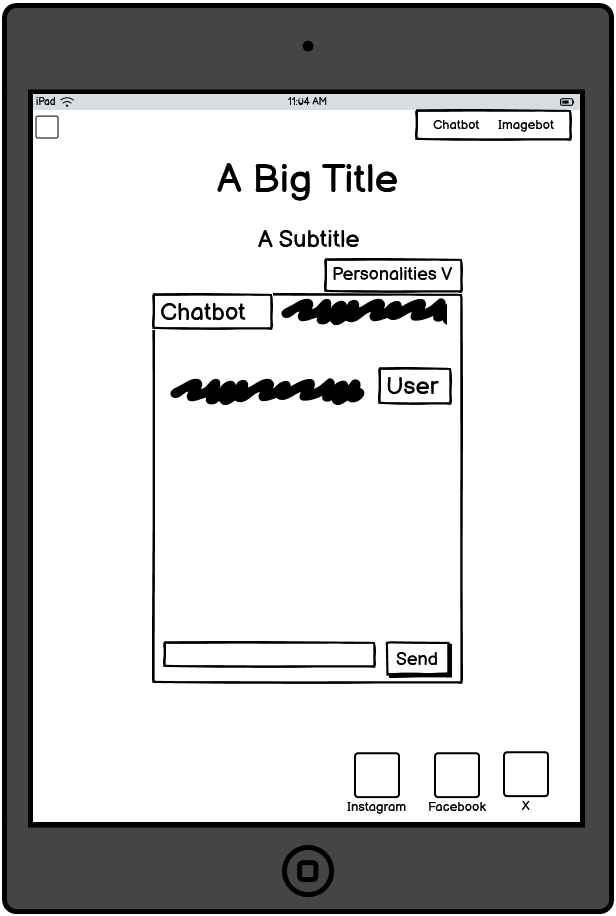 iPad 11:04 AM
Chatbot Imagebot
A Big Title
A Subtitle
Personalities V
Chatbot
User
Send
Instagram Facebook X